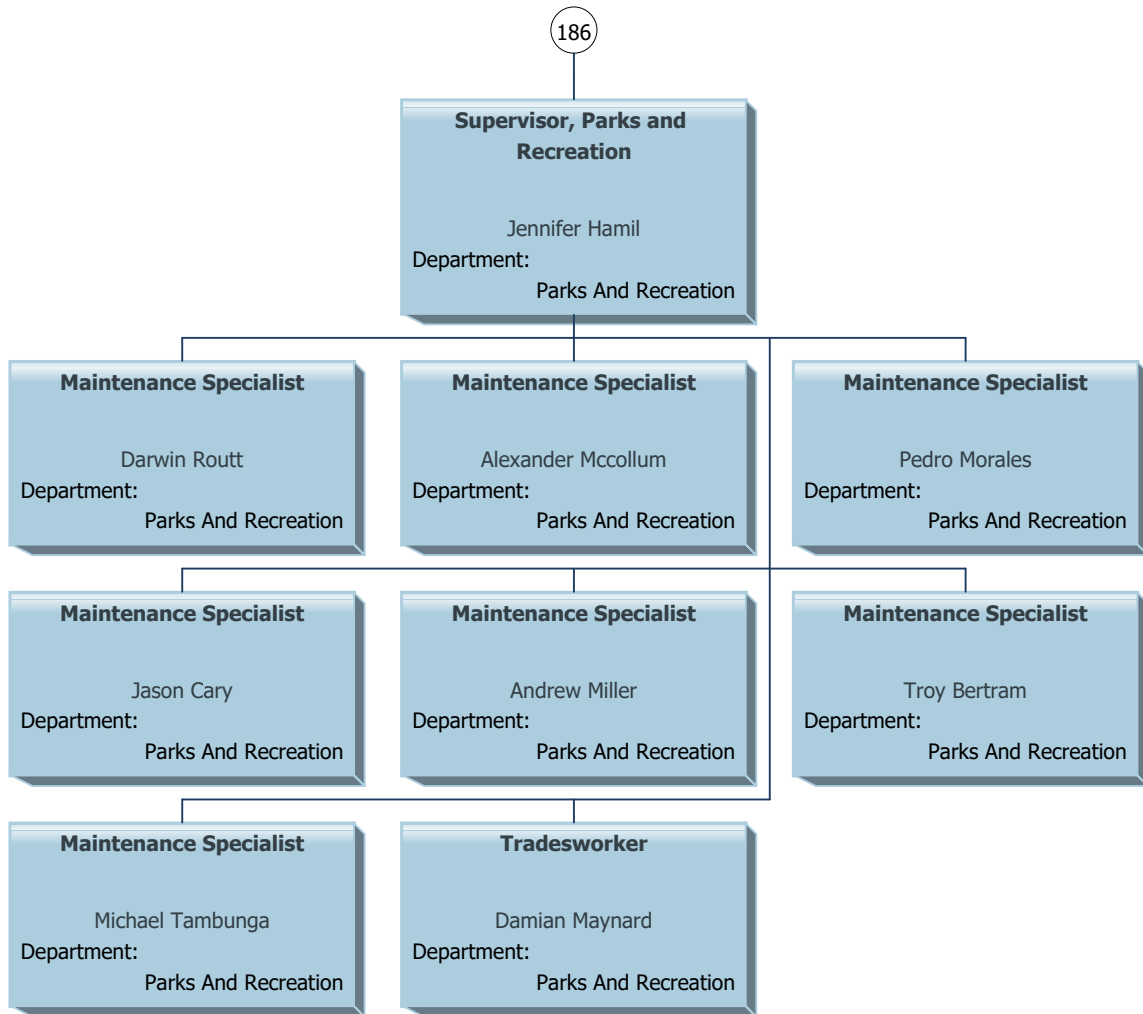 186
Supervisor, Parks and
Recreation
Jennifer Hamil
Department:
Parks And Recreation
Maintenance Specialist
Darwin Routt
Department:
Parks And Recreation
Maintenance Specialist
Alexander Mccollum
Department:
Parks And Recreation
Maintenance Specialist
Pedro Morales
Department:
Parks And Recreation
Maintenance Specialist
Jason Cary
Department:
Parks And Recreation
Maintenance Specialist
Andrew Miller
Department:
Parks And Recreation
Maintenance Specialist
Troy Bertram
Department:
Parks And Recreation
Maintenance Specialist
Michael Tambunga
Department:
Parks And Recreation
Tradesworker
Damian Maynard
Department:
Parks And Recreation